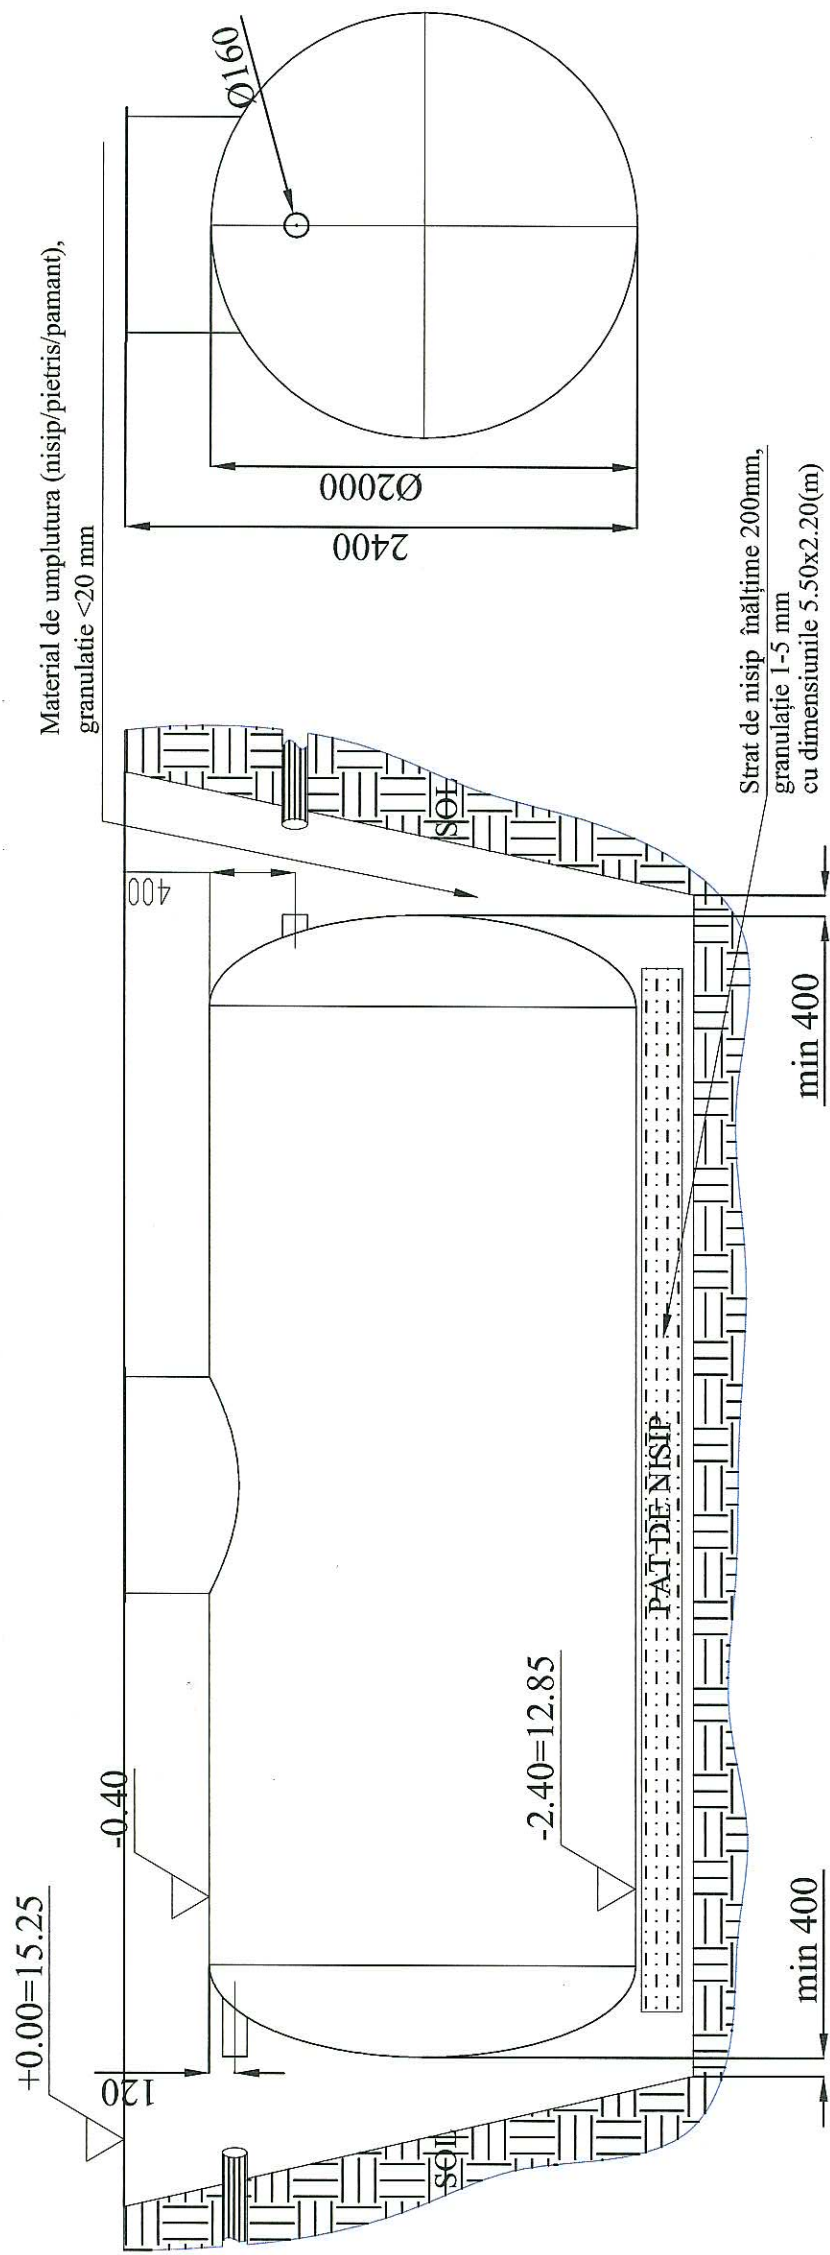 +0.00=15.25
-0.40
120
SOL
-2.40=12.85
PAT DE NISIP
min 400
400
SOL
min 400
Material de umplutura (nisip/pietris/pamant),
granulatie <20 mm
Strat de nisip înălțime 200mm,
granulație 1-5 mm
cu dimensiunile 5.50x2.20(m)
2400
Ø2000
Ø160